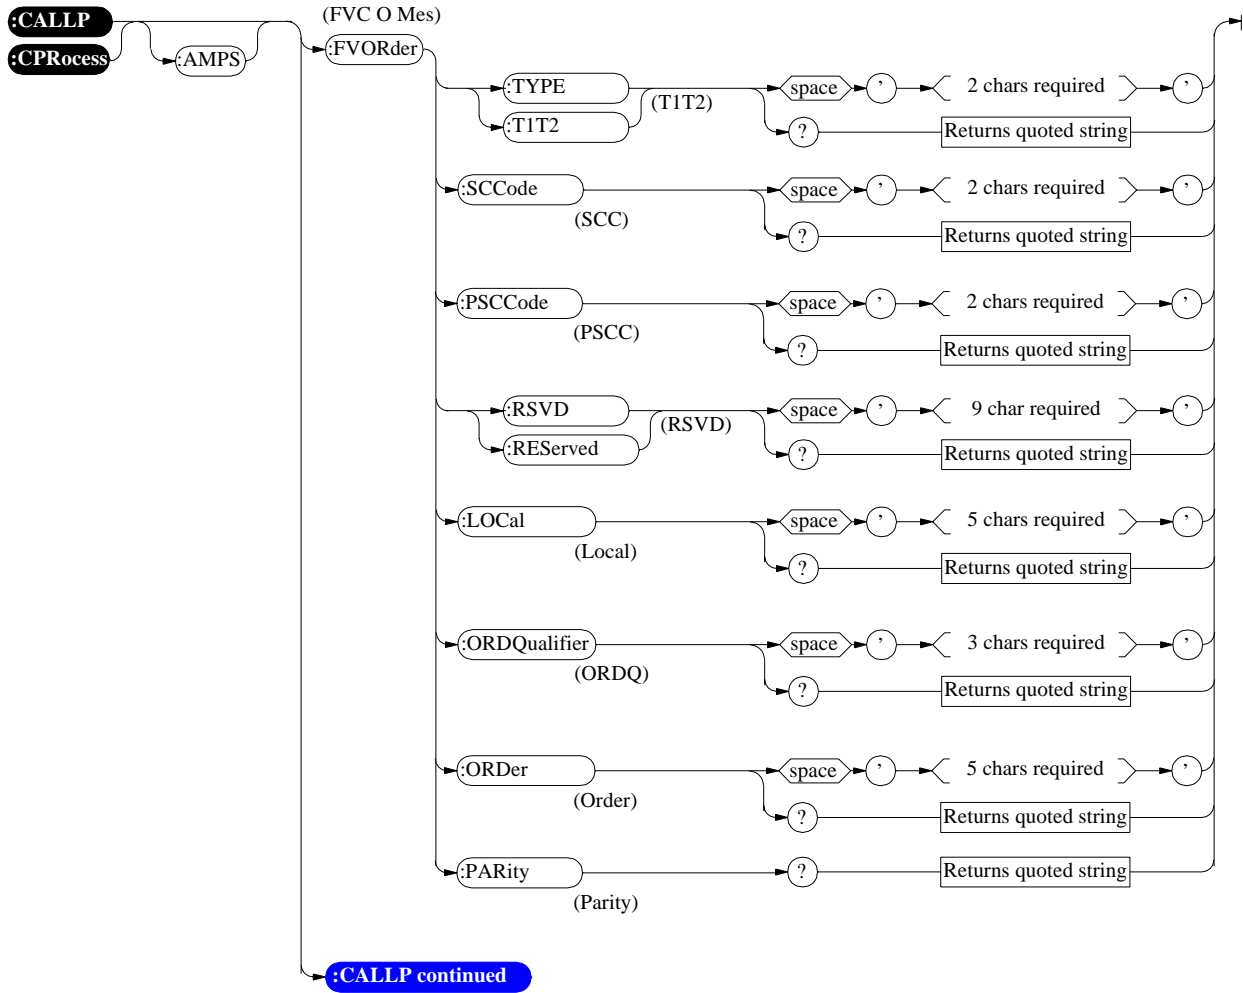 :CALLP
(FVC O Mes)
:CPRocess
:AMPS
:FVORder
:TYPE
space ’ 2 chars required ’
(T1T2)
:T1T2
? Returns quoted string
:SCCode
space ’ 2 chars required ’
(SCC)
? Returns quoted string
:PSCCode
space ’ 2 chars required ’
(PSCC)
? Returns quoted string
:RSVD
space ’ 9 char required ’
(RSVD)
:REServed
? Returns quoted string
:LOCal
space ’ 5 chars required ’
(Local)
? Returns quoted string
:ORDQualifier
space ’ 3 chars required ’
(ORDQ)
? Returns quoted string
:ORDer
space ’ 5 chars required ’
(Order)
? Returns quoted string
:PARity
? Returns quoted string
(Parity)
:CALLP continued